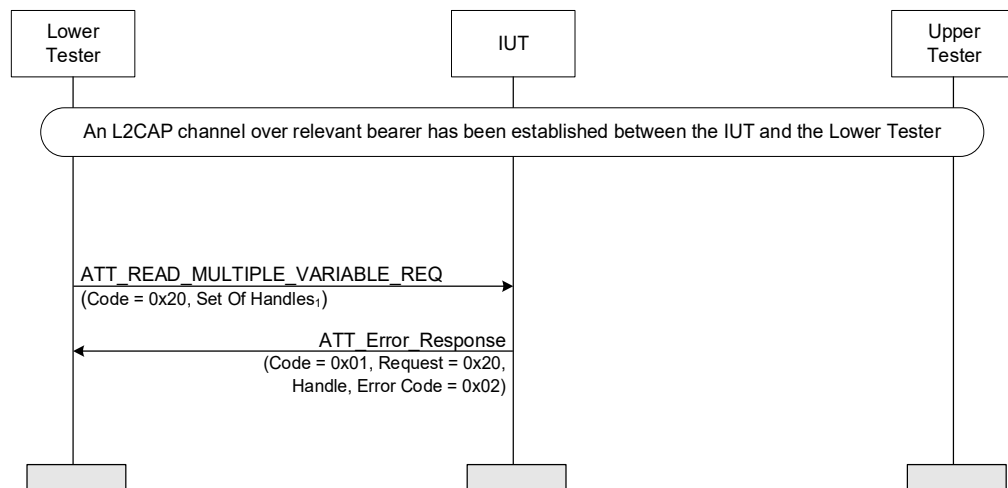 Lower
Tester
IUT
Upper
Tester
An L2CAP channel over relevant bearer has been established between the IUT and the Lower Tester
ATT_READ_MULTIPLE_VARIABLE_REQ
(Code = 0x20, Set Of Handles₁)
ATT_Error_Response
(Code = 0x01, Request = 0x20,
Handle, Error Code = 0x02)